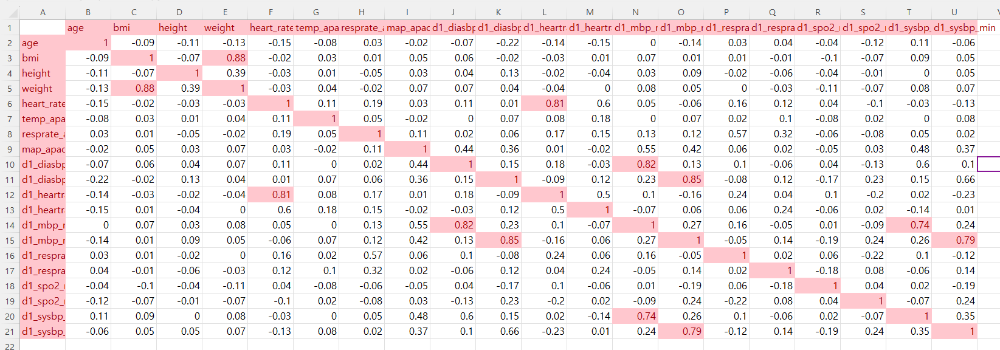 A B C D E F G H I J K L M N O P Q R S T U
1 age bmi height weight heart_rate temp_apa resprate_a map_apac d1_diasbp d1_diasbp d1_heartr d1_heartr d1_mbp_r d1_mbp_r d1_respra d1_respra d1_spo2_ d1_spo2_ d1_sysbp_ d1_sysbp_min
2 age 1 -0.09 -0.11 -0.13 -0.15 -0.08 0.03 -0.02 -0.07 -0.22 -0.14 -0.15 0 -0.14 0.03 0.04 -0.04 -0.12 0.11 -0.06
3 bmi -0.09 1 -0.07 0.88 -0.02 0.03 0.01 0.05 0.06 -0.02 -0.03 0.01 0.07 0.01 0.01 -0.01 -0.1 -0.07 0.09 0.05
4 height -0.11 -0.07 1 0.39 -0.03 0.01 -0.05 0.03 0.04 0.13 -0.02 -0.04 0.03 0.09 -0.02 -0.06 -0.04 -0.01 0 0.05
5 weight -0.13 0.88 0.39 1 -0.03 0.04 -0.02 0.07 0.07 0.04 -0.04 0 0.08 0.05 0 -0.03 -0.11 -0.07 0.08 0.07
6 heart_rate -0.15 -0.02 -0.03 -0.03 1 0.11 0.19 0.03 0.11 0.01 0.81 0.6 0.05 -0.06 0.16 0.12 0.04 -0.1 -0.03 -0.13
7 temp_apa -0.08 0.03 0.01 0.04 0.11 1 0.05 -0.02 0 0.07 0.08 0.18 0 0.07 0.02 0.1 -0.08 0.02 0 0.08
8 resprate_a 0.03 0.01 -0.05 -0.02 0.19 0.05 1 0.11 0.02 0.06 0.17 0.15 0.13 0.12 0.57 0.32 -0.06 -0.08 0.05 0.02
9 map_apac -0.02 0.05 0.03 0.07 0.03 -0.02 0.11 1 0.44 0.36 0.01 -0.02 0.55 0.42 0.06 0.02 -0.05 0.03 0.48 0.37
10 d1_diasbp -0.07 0.06 0.04 0.07 0.11 0 0.02 0.44 1 0.15 0.18 -0.03 0.82 0.13 0.1 -0.06 0.04 -0.13 0.6 0.1
11 d1_diasbp -0.22 -0.02 0.13 0.04 0.01 0.07 0.06 0.36 0.15 1 -0.09 0.12 0.23 0.85 -0.08 0.12 -0.17 0.23 0.15 0.66
12 d1_heartr -0.14 -0.03 -0.02 -0.04 0.81 0.08 0.17 0.01 0.18 -0.09 1 0.5 0.1 -0.16 0.24 0.04 0.1 -0.2 0.02 -0.23
13 d1_heartr -0.15 0.01 -0.04 0 0.6 0.18 0.15 -0.02 -0.03 0.12 0.5 1 -0.07 0.06 0.06 0.24 -0.06 0.02 -0.14 0.01
14 d1_mbp_r 0 0.07 0.03 0.08 0.05 0 0.13 0.55 0.82 0.23 0.1 -0.07 1 0.27 0.16 -0.05 0.01 -0.09 0.74 0.24
15 d1_mbp_r -0.14 0.01 0.09 0.05 -0.06 0.07 0.12 0.42 0.13 0.85 -0.16 0.06 0.27 1 -0.05 0.14 -0.19 0.24 0.26 0.79
16 d1_respra 0.03 0.01 -0.02 0 0.16 0.02 0.57 0.06 0.1 -0.08 0.24 0.06 0.16 -0.05 1 0.02 0.06 -0.22 0.1 -0.12
17 d1_respra 0.04 -0.01 -0.06 -0.03 0.12 0.1 0.32 0.02 -0.06 0.12 0.04 0.24 -0.05 0.14 0.02 1 -0.18 0.08 -0.06 0.14
18 d1_spo2_ -0.04 -0.1 -0.04 -0.11 0.04 -0.08 -0.06 -0.05 0.04 -0.17 0.1 -0.06 0.01 -0.19 0.06 -0.18 1 0.04 0.02 -0.19
19 d1_spo2_ -0.12 -0.07 -0.01 -0.07 -0.1 0.02 -0.08 0.03 -0.13 0.23 -0.2 0.02 -0.09 0.24 -0.22 0.08 0.04 1 -0.07 0.24
20 d1_sysbp_ 0.11 0.09 0 0.08 -0.03 0 0.05 0.48 0.6 0.15 0.02 -0.14 0.74 0.26 0.1 -0.06 0.02 -0.07 1 0.35
21 d1_sysbp_ -0.06 0.05 0.05 0.07 -0.13 0.08 0.02 0.37 0.1 0.66 -0.23 0.01 0.24 0.79 -0.12 0.14 -0.19 0.24 0.35 1
22